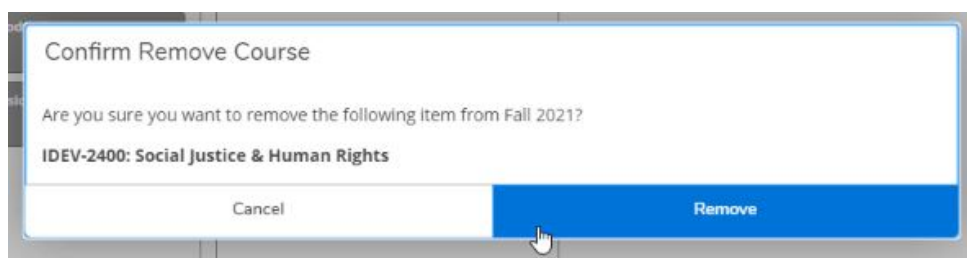 Confirm Remove Course
Are you sure you want to remove the following item from Fall 2021?
IDEV-2400: Social Justice & Human Rights
Cancel
Remove